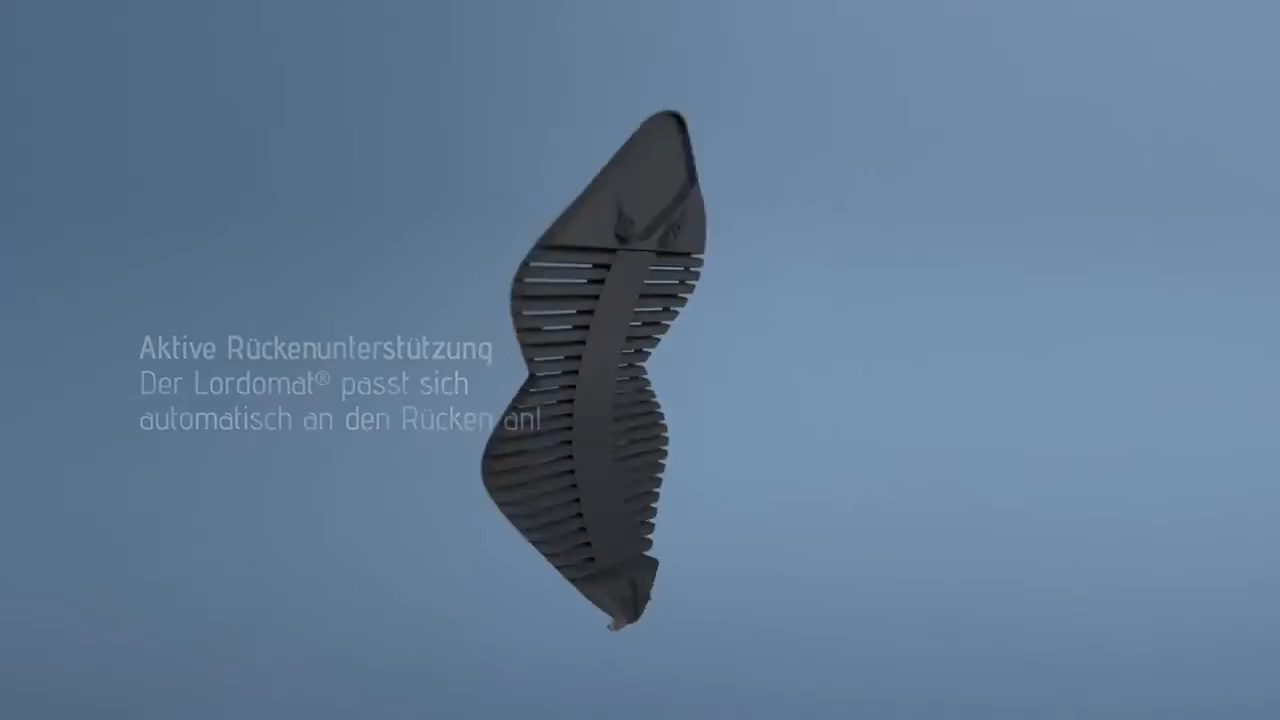 Aktive Rückenunterstützung
Der Lordomat® passt sich
automatisch an den Rücken an!